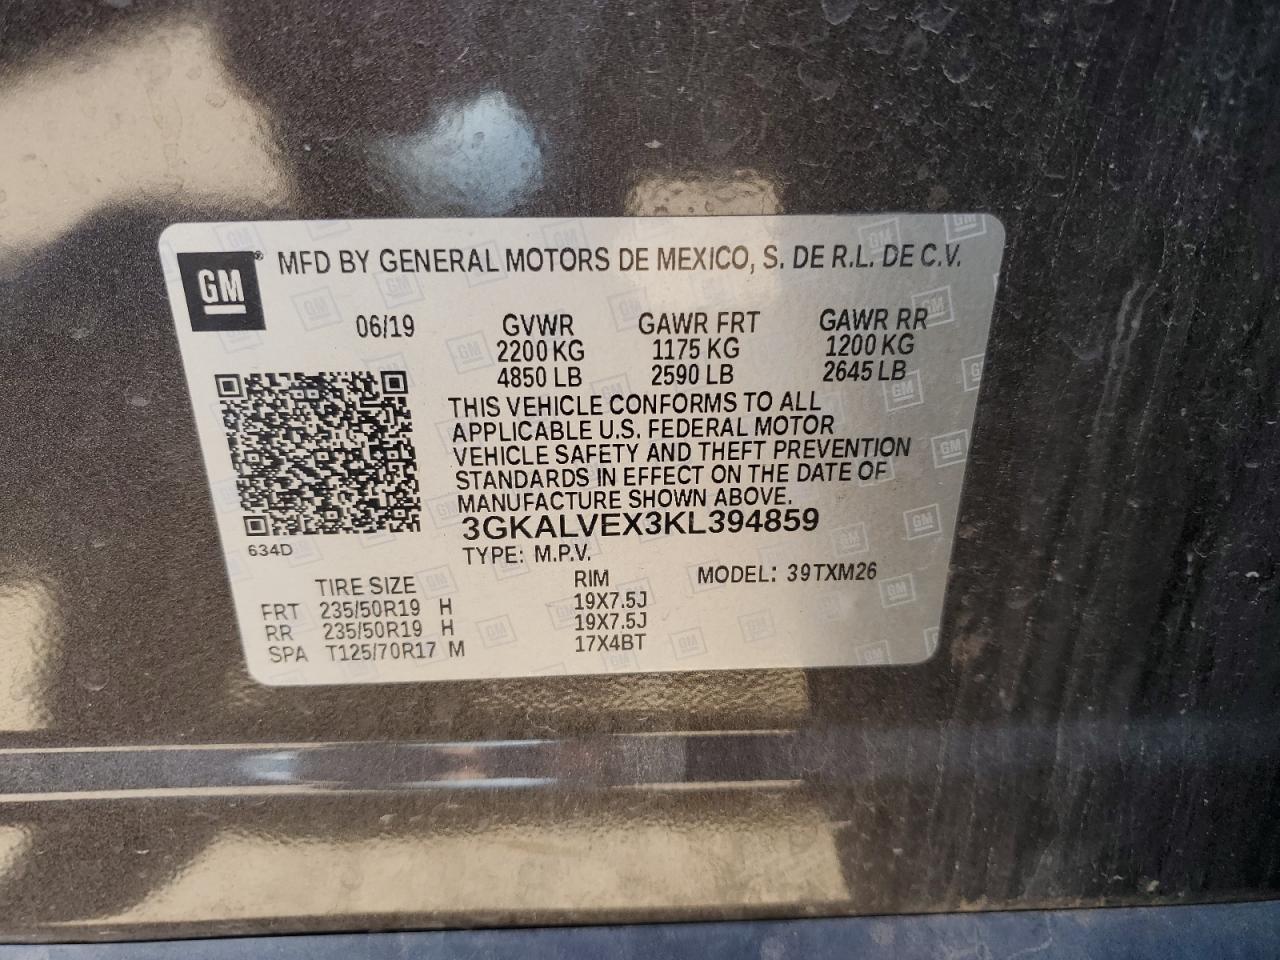 GM
MFD BY GENERAL MOTORS DE MEXICO, S. DE R.L. DE C.V.
06/19
GVWR GAWR FRT GAWR RR
2200 KG 1175 KG 1200 KG
4850 LB 2590 LB 2645 LB
THIS VEHICLE CONFORMS TO ALL
APPLICABLE U.S. FEDERAL MOTOR
VEHICLE SAFETY AND THEFT PREVENTION
STANDARDS IN EFFECT ON THE DATE OF
MANUFACTURE SHOWN ABOVE.
3GKALVEX3KL394859
634D
TYPE: M.P.V.
TIRE SIZE RIM MODEL: 39TXM26
FRT 235/50R19 H 19X7.5J
RR 235/50R19 H 19X7.5J
SPA T125/70R17 M 17X4BT